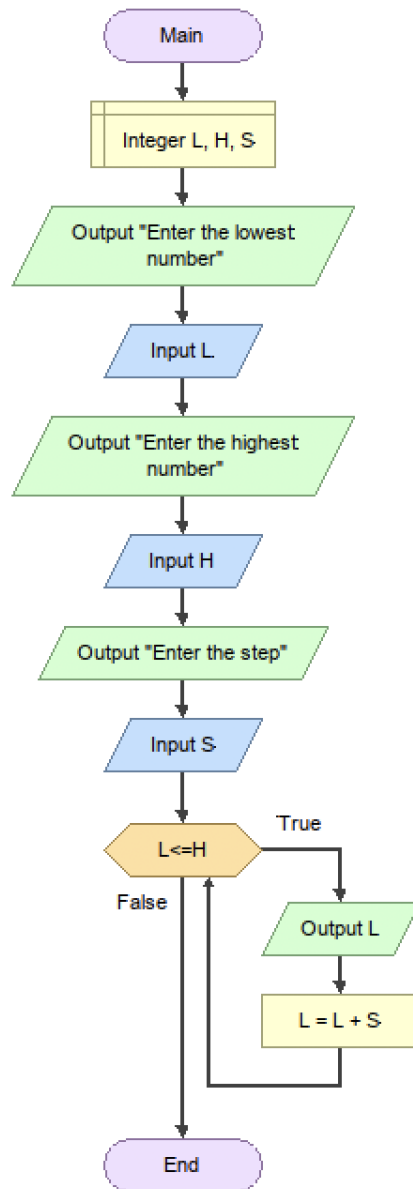 Main
Integer L, H, S
Output "Enter the lowest
number"
Input L
Output "Enter the highest
number"
Input H
Output "Enter the step"
Input S
L<=H
True
False
Output L
L = L + S
End